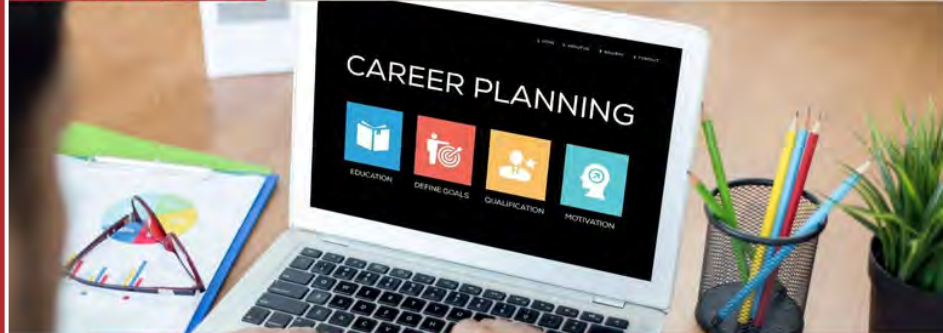 CAREER PLANNING
EDUCATION
DEFINE GOALS
QUALIFICATION
MOTIVATION